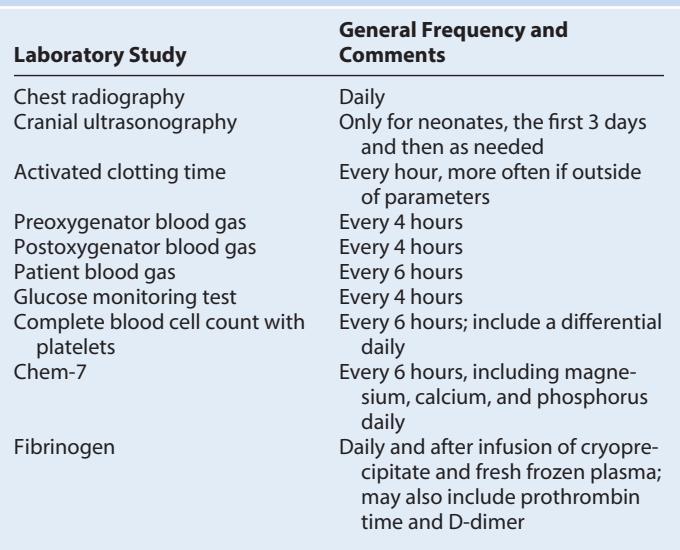 General Frequency and
Laboratory Study Comments
Chest radiography Daily
Cranial ultrasonography Only for neonates, the first 3 days
and then as needed
Activated clotting time Every hour, more often if outside
of parameters
Preoxygenator blood gas Every 4 hours
Postoxygenator blood gas Every 4 hours
Patient blood gas Every 6 hours
Glucose monitoring test Every 4 hours
Complete blood cell count with Every 6 hours; include a differential
platelets daily
Chem-7 Every 6 hours, including magne-
sium, calcium, and phosphorus
daily
Fibrinogen Daily and after infusion of cryopre-
cipitate and fresh frozen plasma;
may also include prothrombin
time and D-dimer